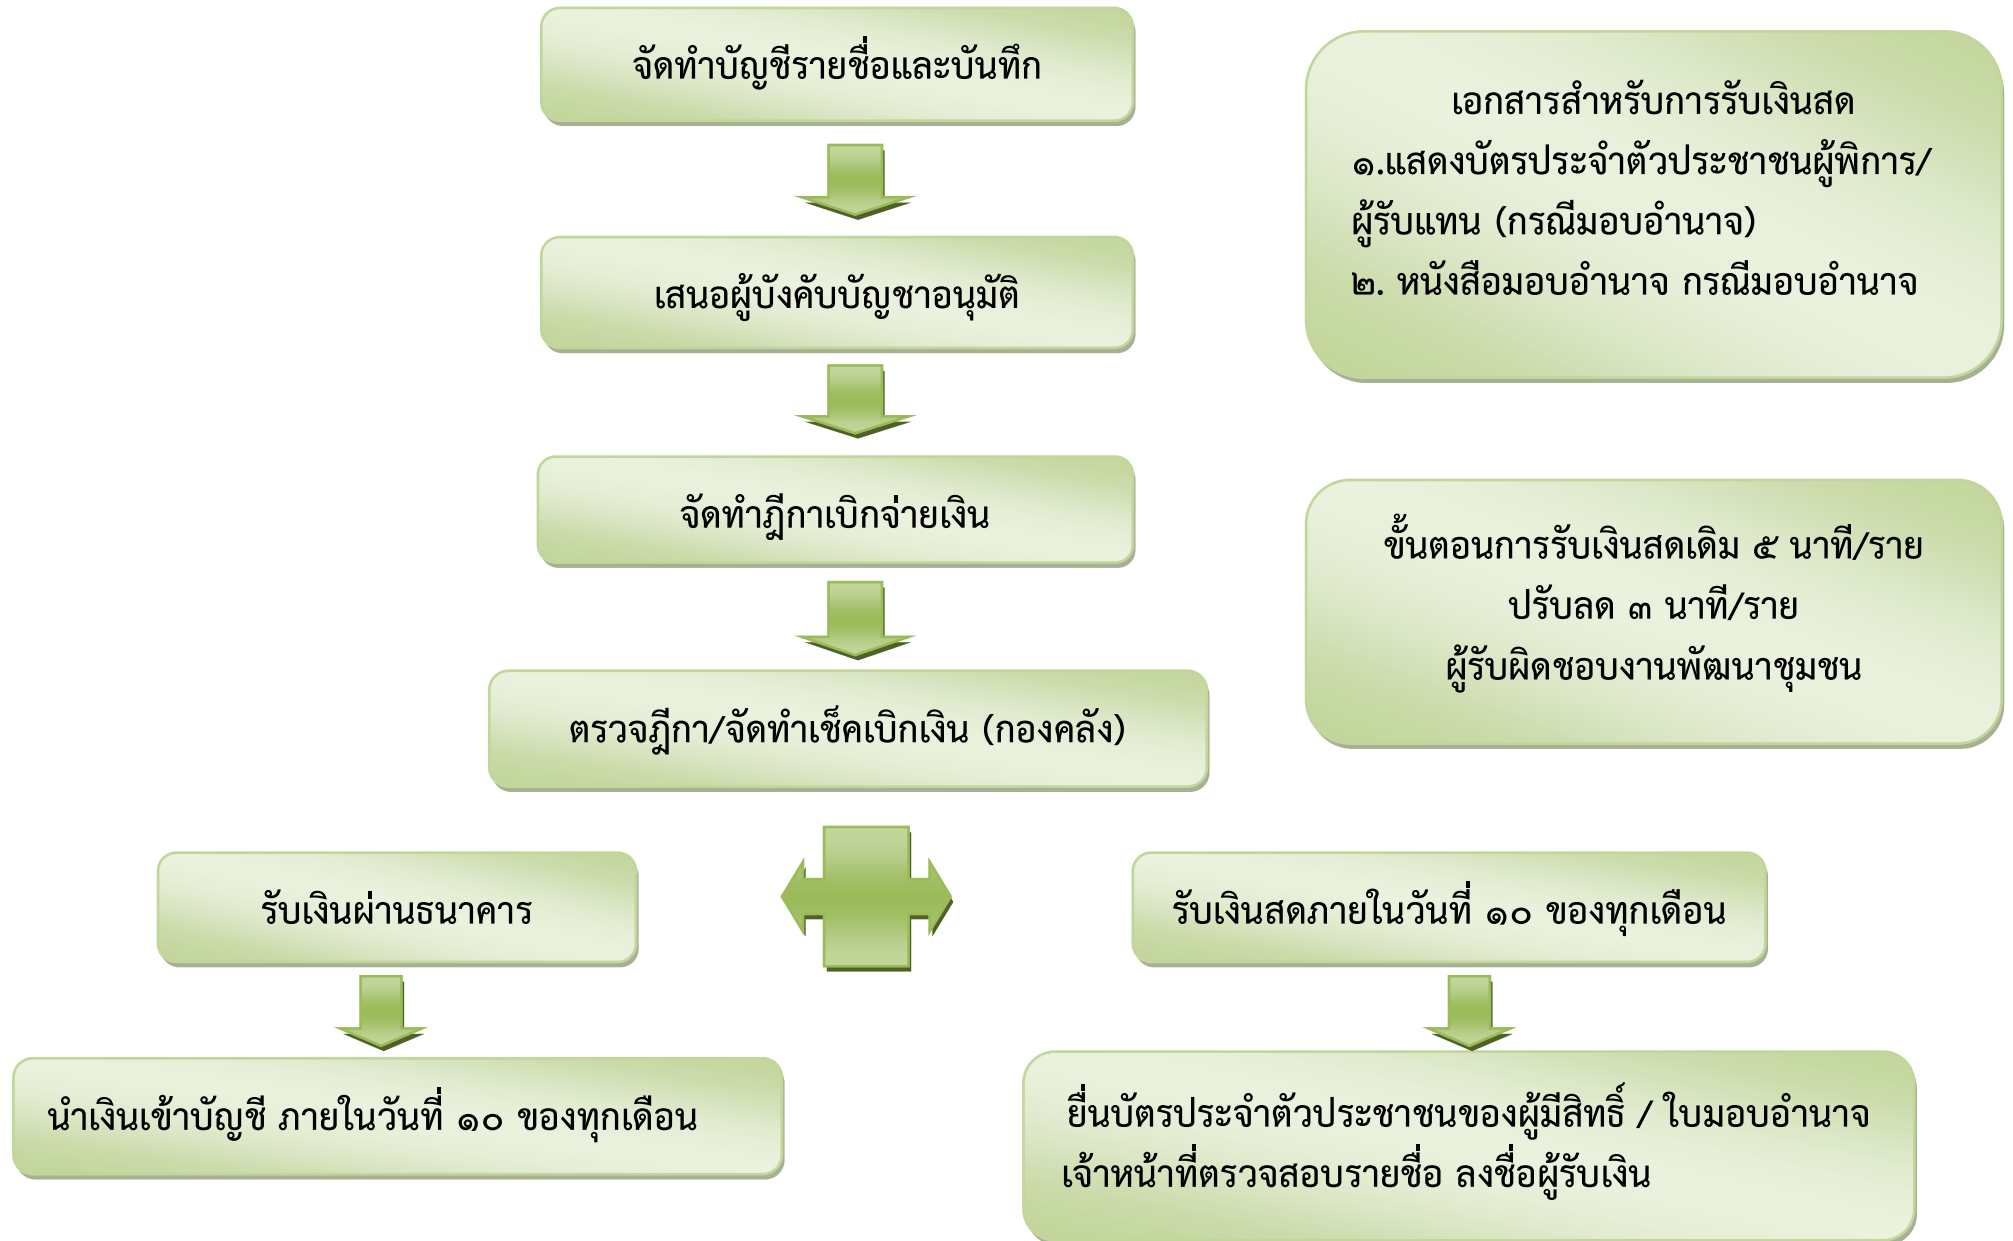 จัดทำบัญชีรายชื่อและบันทึก
เสนอผู้บังคับบัญชาอนุมัติ
จัดทำฎีกาเบิกจ่ายเงิน
ตรวจฎีกา/จัดทำเช็คเบิกเงิน (กองคลัง)
รับเงินผ่านธนาคาร
นำเงินเข้าบัญชี ภายในวันที่ ๑๐ ของทุกเดือน
รับเงินสดภายในวันที่ ๑๐ ของทุกเดือน
ยื่นบัตรประจำตัวประชาชนของผู้มีสิทธิ์ / ใบมอบอำนาจ
เจ้าหน้าที่ตรวจสอบรายชื่อ ลงชื่อผู้รับเงิน
เอกสารสำหรับการรับเงินสด
๑.แสดงบัตรประจำตัวประชาชนผู้พิการ/
ผู้รับแทน (กรณีมอบอำนาจ)
๒. หนังสือมอบอำนาจ กรณีมอบอำนาจ
ขั้นตอนการรับเงินสดเดิม ๕ นาที/ราย
ปรับลด ๓ นาที/ราย
ผู้รับผิดชอบงานพัฒนาชุมชน